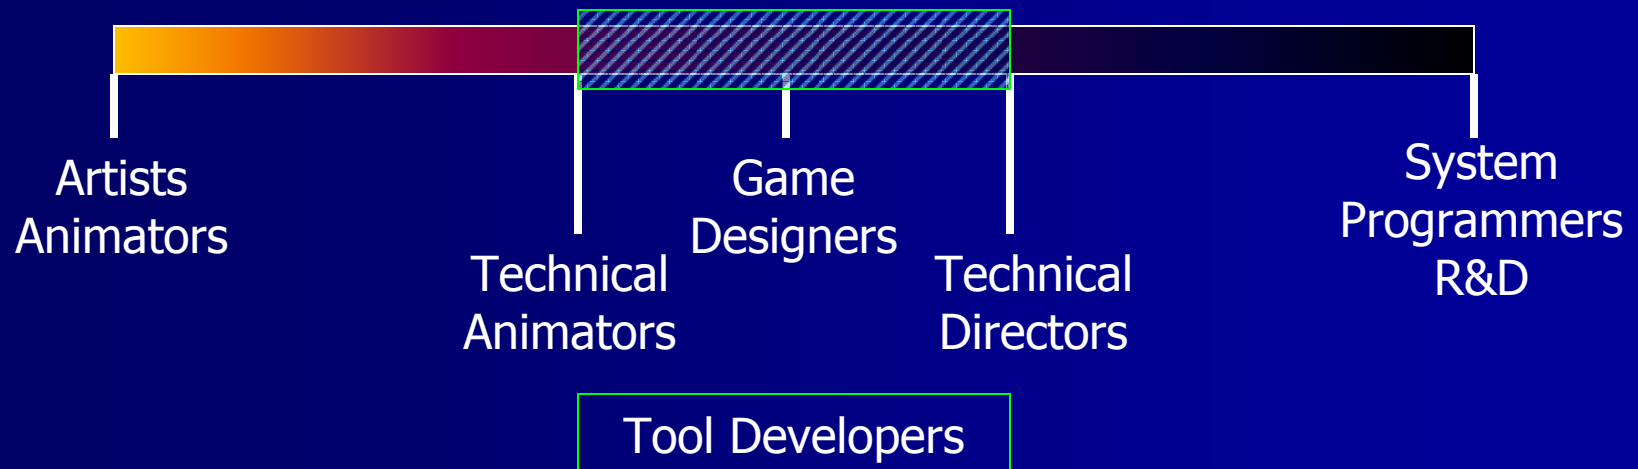 Artists
Animators
Technical
Animators
Game
Designers
Technical
Directors
System
Programmers
R&D
Tool Developers